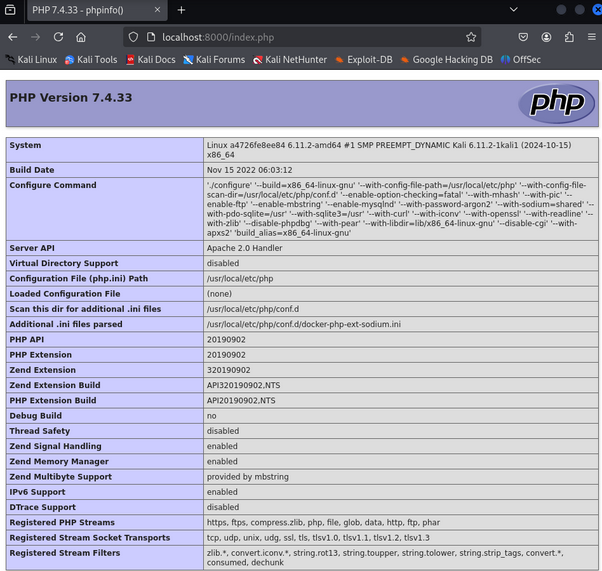 PHP 7.4.33 - phpinfo()
localhost:8000/index.php
Kali Linux Kali Tools Kali Docs Kali Forums Kali NetHunter Exploit-DB Google Hacking DB OffSec
PHP Version 7.4.33
php
System Linux a4726fe8ee84 6.11.2-amd64 #1 SMP PREEMPT_DYNAMIC Kali 6.11.2-1kali1 (2024-10-15)
x86_64
Build Date Nov 15 2022 06:03:12
Configure Command './configure' '--build=x86_64-linux-gnu' '--with-config-file-path=/usr/local/etc/php' '--with-config-file-
scan-dir=/usr/local/etc/php/conf.d' '--enable-option-checking=fatal' '--with-mhash' '--with-pic' '--
enable-ftp' '--enable-mbstring' '--enable-mysqlnd' '--with-password-argon2' '--with-sodium=shared' '--
with-pdo-sqlite=/usr' '--with-sqlite3=/usr' '--with-curl' '--with-iconv' '--with-openssl' '--with-readline' '--
with-zlib' '--disable-phpdbg' '--with-pear' '--with-libdir=lib/x86_64-linux-gnu' '--disable-cgi' '--with-
apxs2' 'build_alias=x86_64-linux-gnu'
Server API Apache 2.0 Handler
Virtual Directory Support disabled
Configuration File (php.ini) Path /usr/local/etc/php
Loaded Configuration File (none)
Scan this dir for additional .ini files /usr/local/etc/php/conf.d
Additional .ini files parsed /usr/local/etc/php/conf.d/docker-php-ext-sodium.ini
PHP API 20190902
PHP Extension 20190902
Zend Extension 320190902
Zend Extension Build API320190902,NTS
PHP Extension Build API20190902,NTS
Debug Build no
Thread Safety disabled
Zend Signal Handling enabled
Zend Memory Manager enabled
Zend Multibyte Support provided by mbstring
IPv6 Support enabled
DTrace Support disabled
Registered PHP Streams https, ftps, compress.zlib, php, file, glob, data, http, ftp, phar
Registered Stream Socket Transports tcp, udp, unix, udg, ssl, tls, tlsv1.0, tlsv1.1, tlsv1.2, tlsv1.3
Registered Stream Filters zlib.*, convert.iconv.*, string.rot13, string.toupper, string.tolower, string.strip_tags, convert.*,
consumed, dechunk